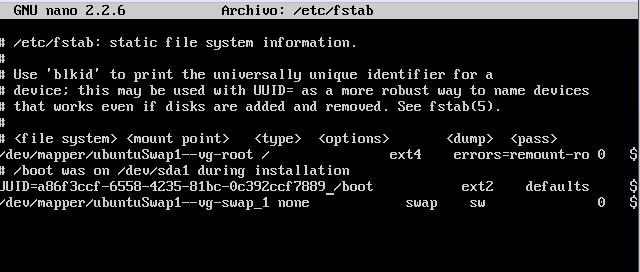 GNU nano 2.2.6 Archivo: /etc/fstab
# /etc/fstab: static file system information.
#
# Use 'blkid' to print the universally unique identifier for a
# device; this may be used with UUID= as a more robust way to name devices
# that works even if disks are added and removed. See fstab(5).
#
# <file system> <mount point> <type> <options> <dump> <pass>
/dev/mapper/ubuntuSwap1--vg-root / ext4 errors=remount-ro 0 $
# /boot was on /dev/sda1 during installation
UUID=a86f3ccf-6558-4235-81bc-0c392ccf7889 /boot ext2 defaults $
/dev/mapper/ubuntuSwap1--vg-swap_1 none swap sw 0 $